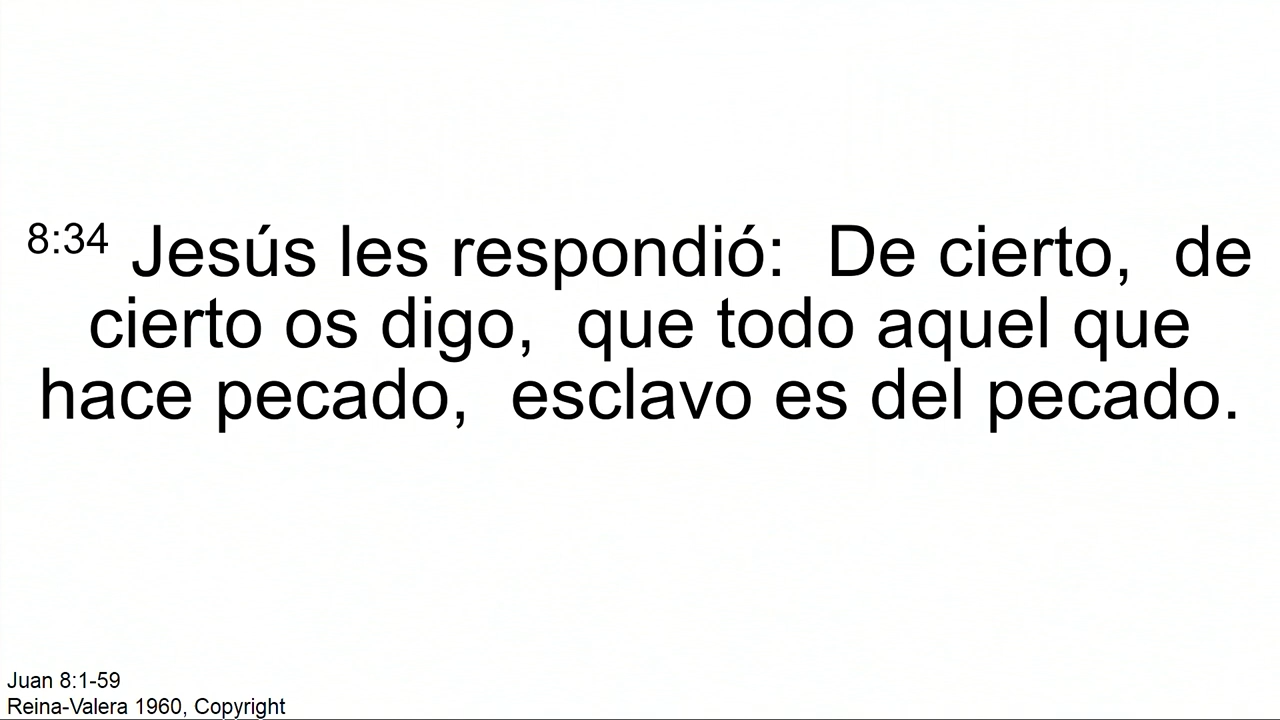 8:34 Jesús les respondió:  De cierto,  de
cierto os digo,  que todo aquel que
hace pecado,  esclavo es del pecado.
Juan 8:1-59
Reina-Valera 1960, Copyright